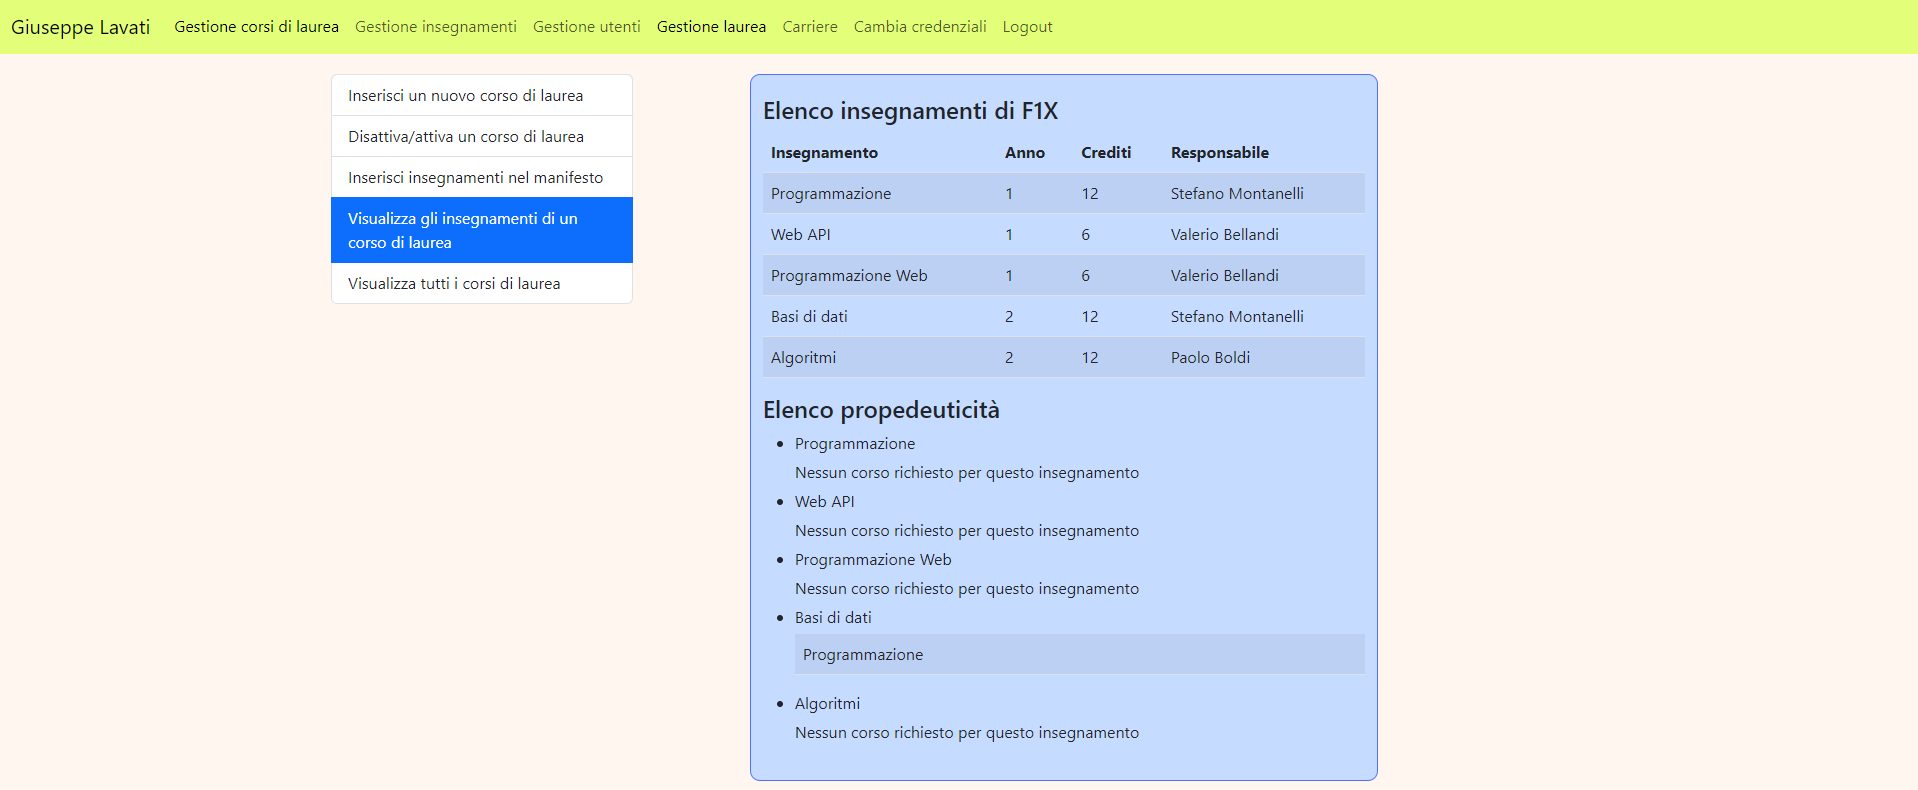 Giuseppe Lavati Gestione corsi di laurea Gestione insegnamenti Gestione utenti Gestione laurea Carriere Cambia credenziali Logout
Inserisci un nuovo corso di laurea
Disattiva/attiva un corso di laurea
Inserisci insegnamenti nel manifesto
Visualizza gli insegnamenti di un
corso di laurea
Visualizza tutti i corsi di laurea
Elenco insegnamenti di F1X
Insegnamento Anno Crediti Responsabile
Programmazione 1 12 Stefano Montanelli
Web API 1 6 Valerio Bellandi
Programmazione Web 1 6 Valerio Bellandi
Basi di dati 2 12 Stefano Montanelli
Algoritmi 2 12 Paolo Boldi
Elenco propedeuticità
• Programmazione
Nessun corso richiesto per questo insegnamento
• Web API
Nessun corso richiesto per questo insegnamento
• Programmazione Web
Nessun corso richiesto per questo insegnamento
• Basi di dati
Programmazione
• Algoritmi
Nessun corso richiesto per questo insegnamento